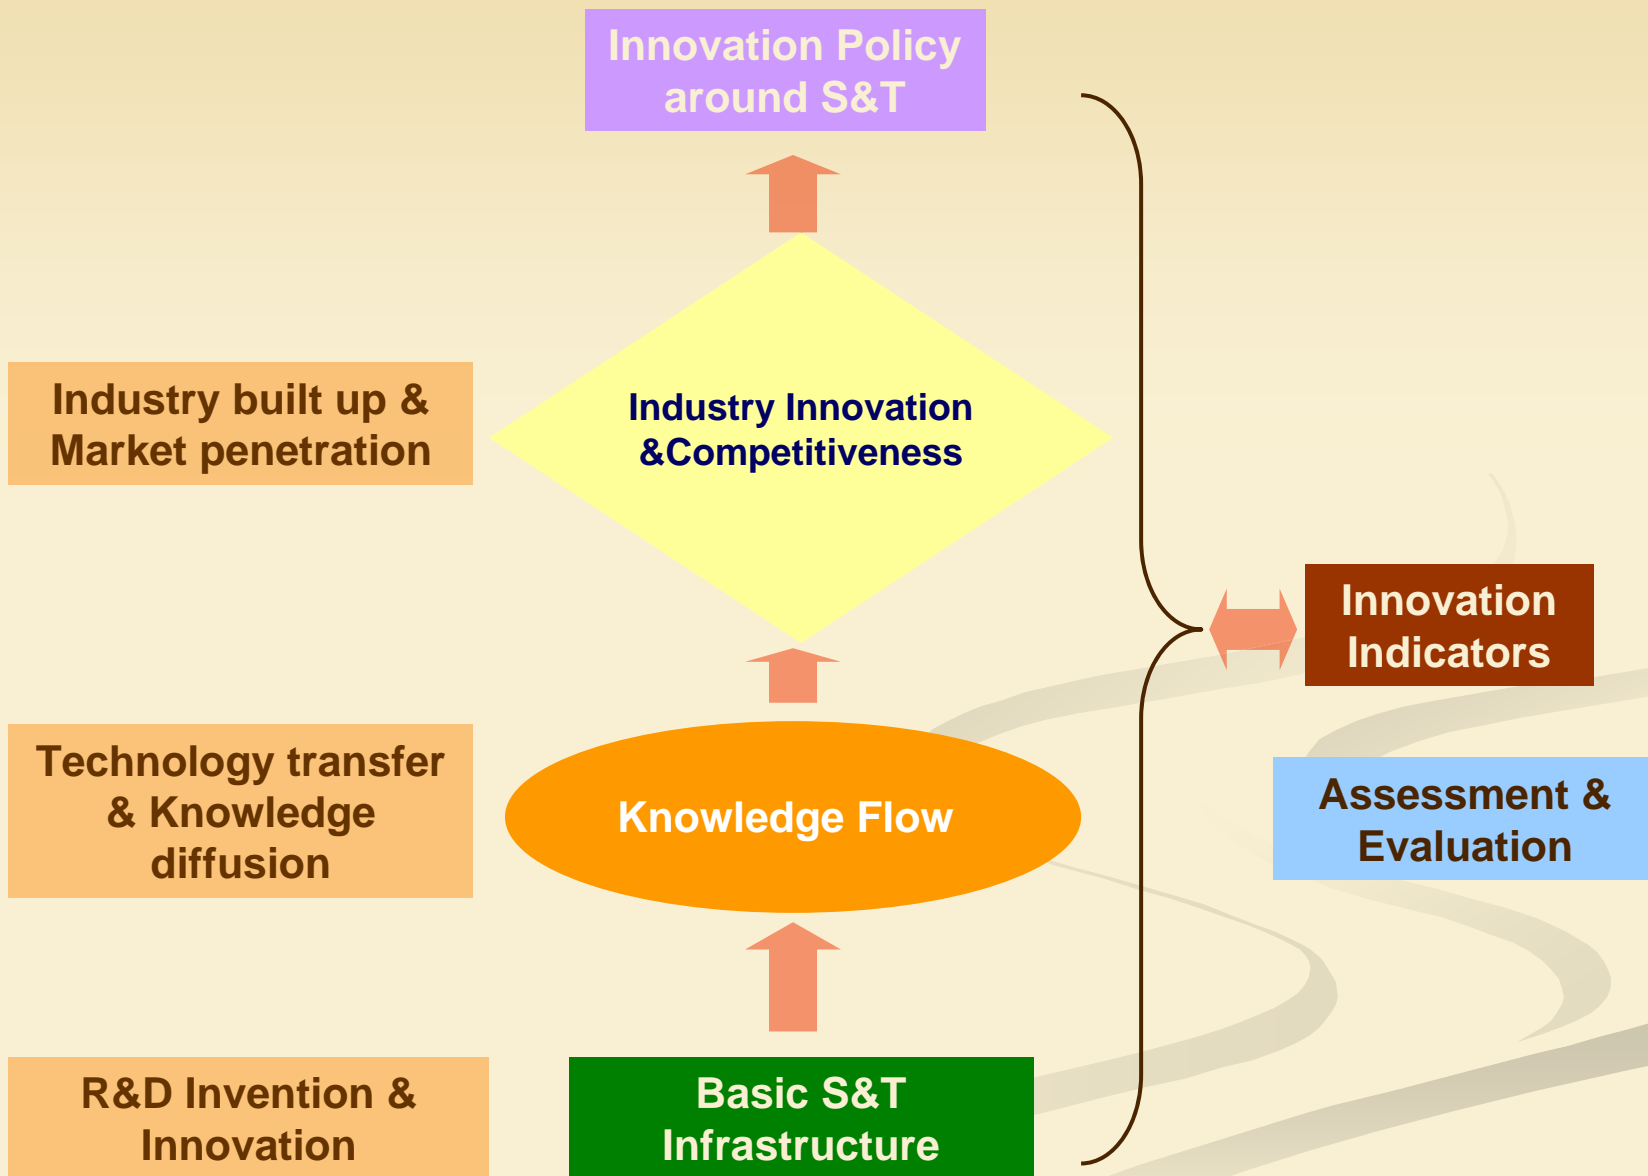 Innovation Policy
around S&T
Industry built up &
Market penetration
Industry Innovation
&Competitiveness
Innovation
Indicators
Technology transfer
& Knowledge
diffusion
Knowledge Flow
Assessment &
Evaluation
R&D Invention &
Innovation
Basic S&T
Infrastructure